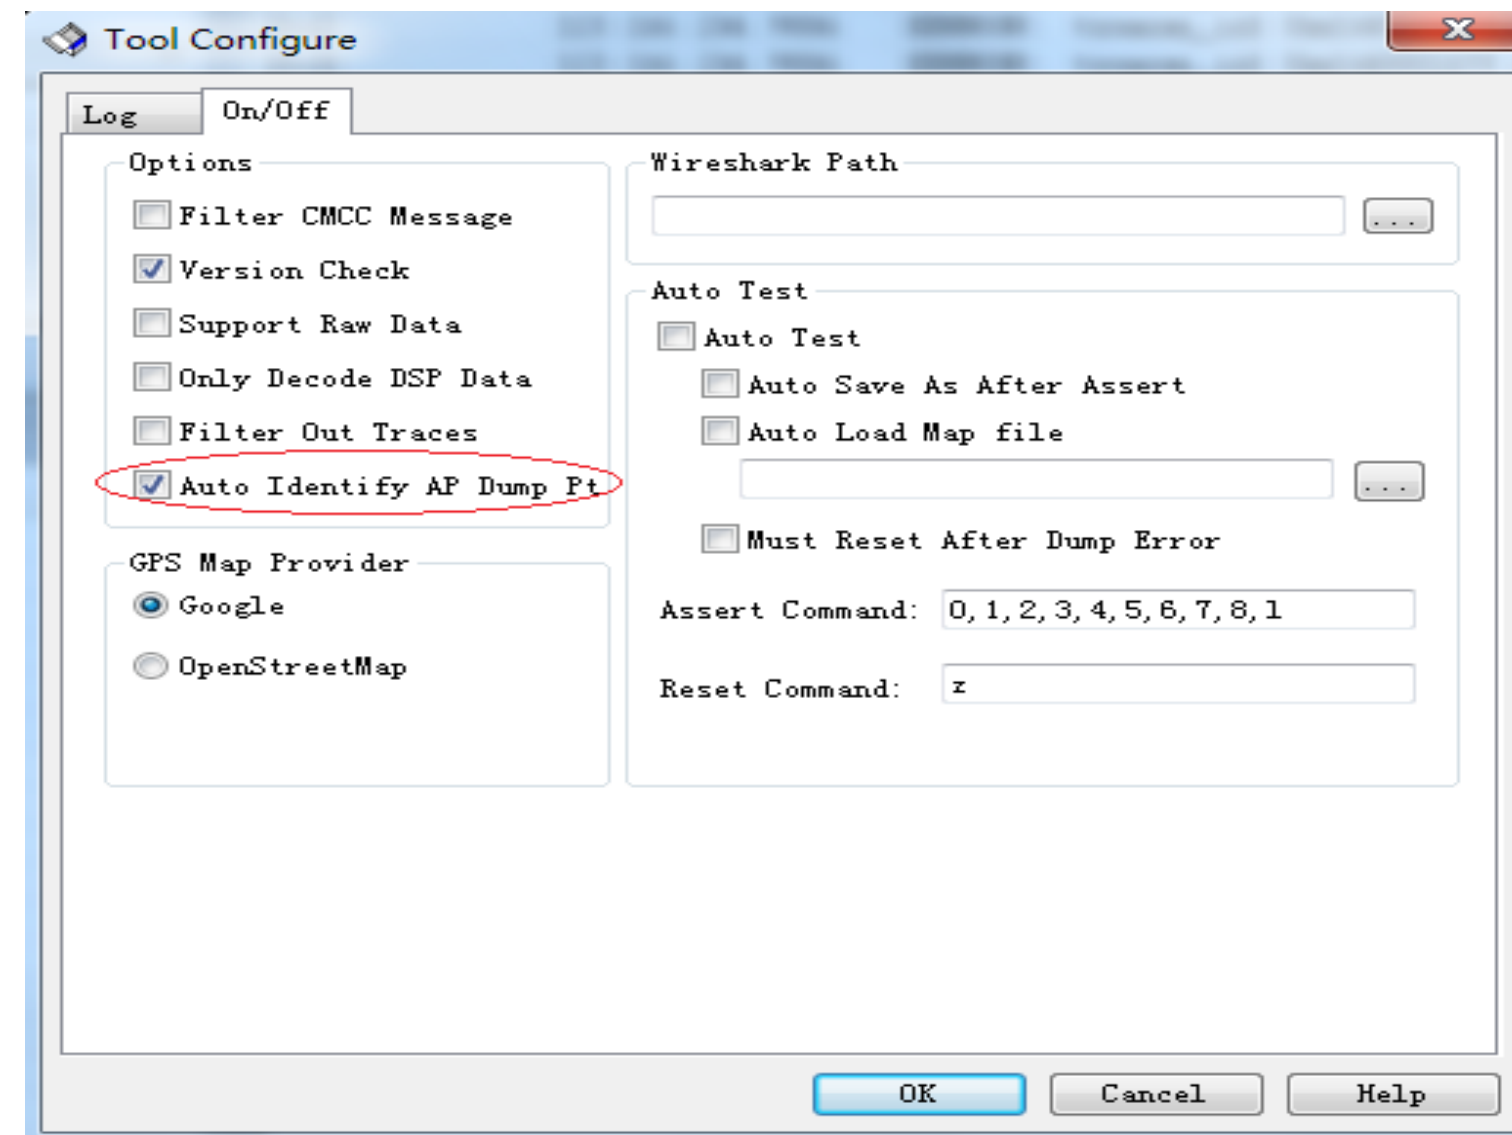 Tool Configure
Log
On/Off
Options
Filter CMCC Message
Version Check
Support Raw Data
Only Decode DSP Data
Filter Out Traces
Auto Identify AP Dump Pt
GPS Map Provider
Google
OpenStreetMap
Wireshark Path
...
Auto Test
Auto Test
Auto Save As After Assert
Auto Load Map file
...
Must Reset After Dump Error
Assert Command: 0,1,2,3,4,5,6,7,8,l
Reset Command: z
OK
Cancel
Help